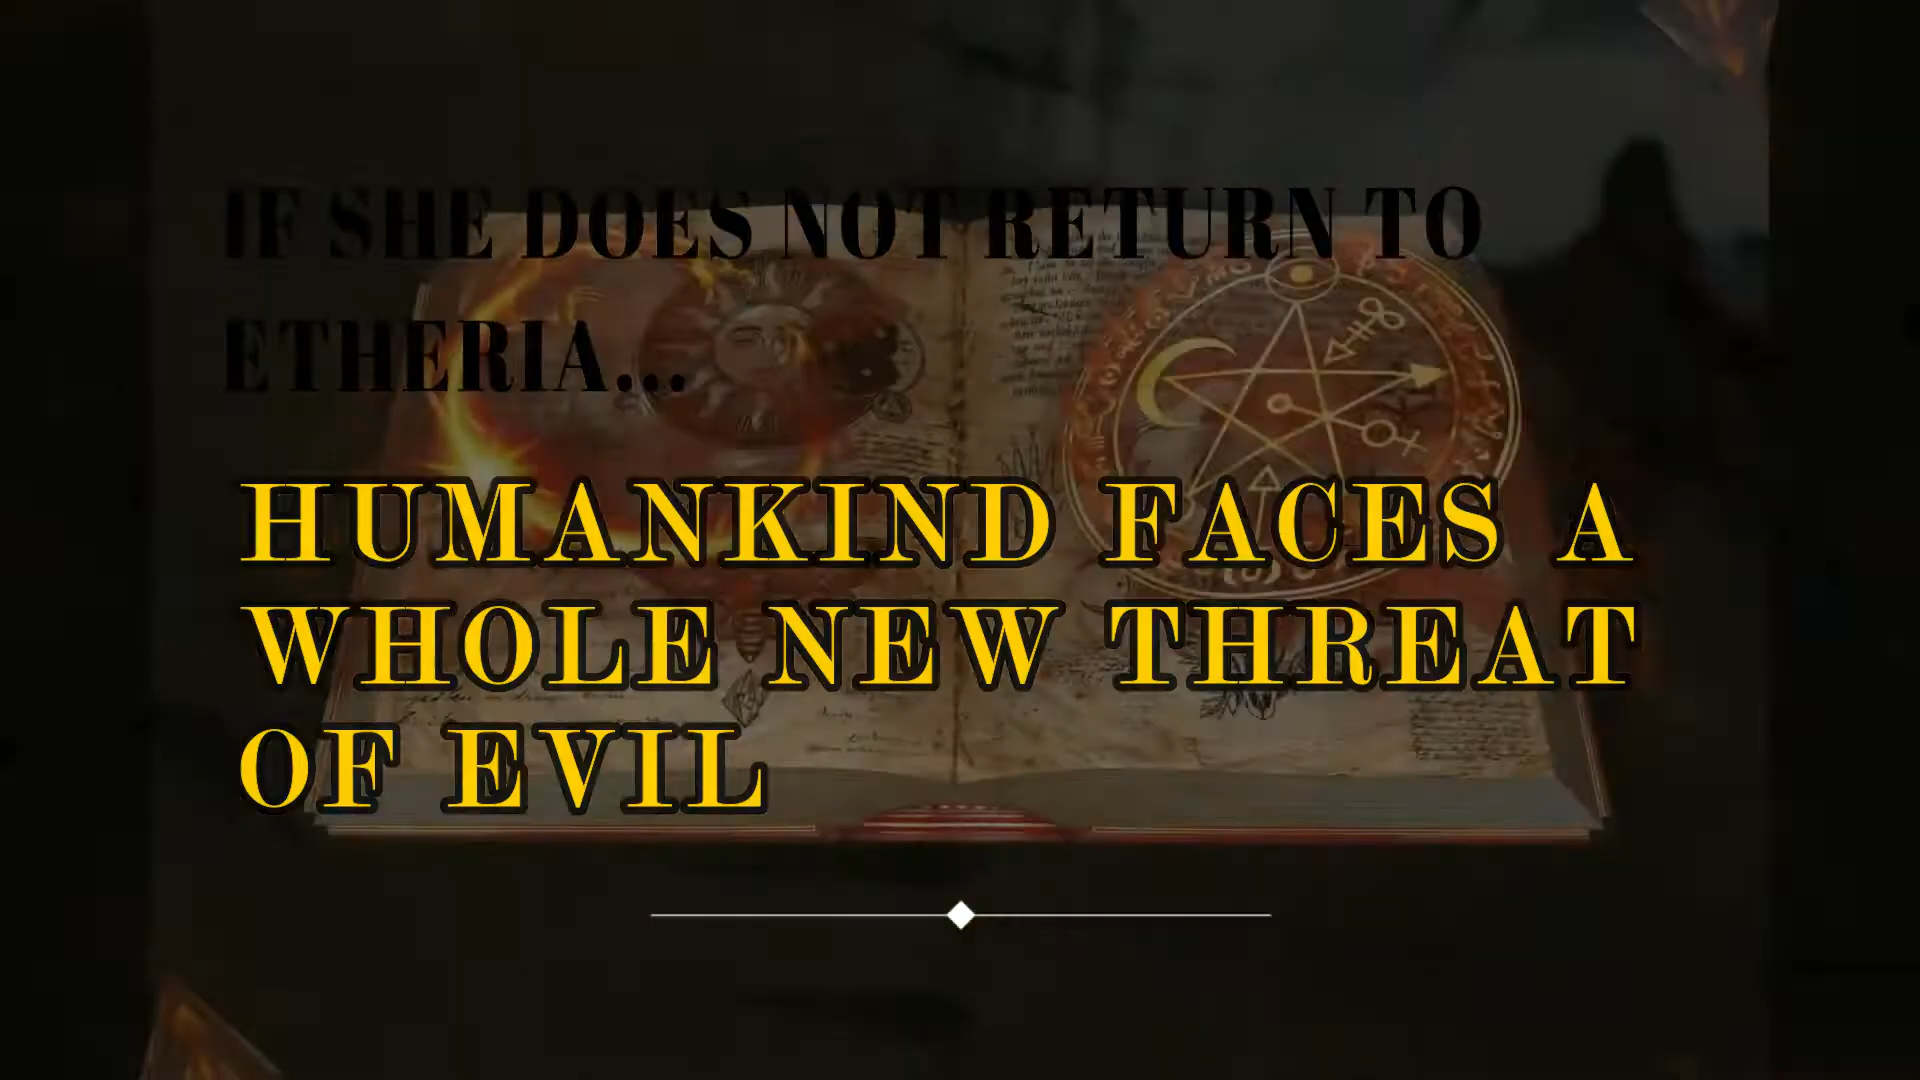 IF SHE DOES NOT RETURN TO
ETHERIA...
HUMANKIND FACES A
WHOLE NEW THREAT
OF EVIL